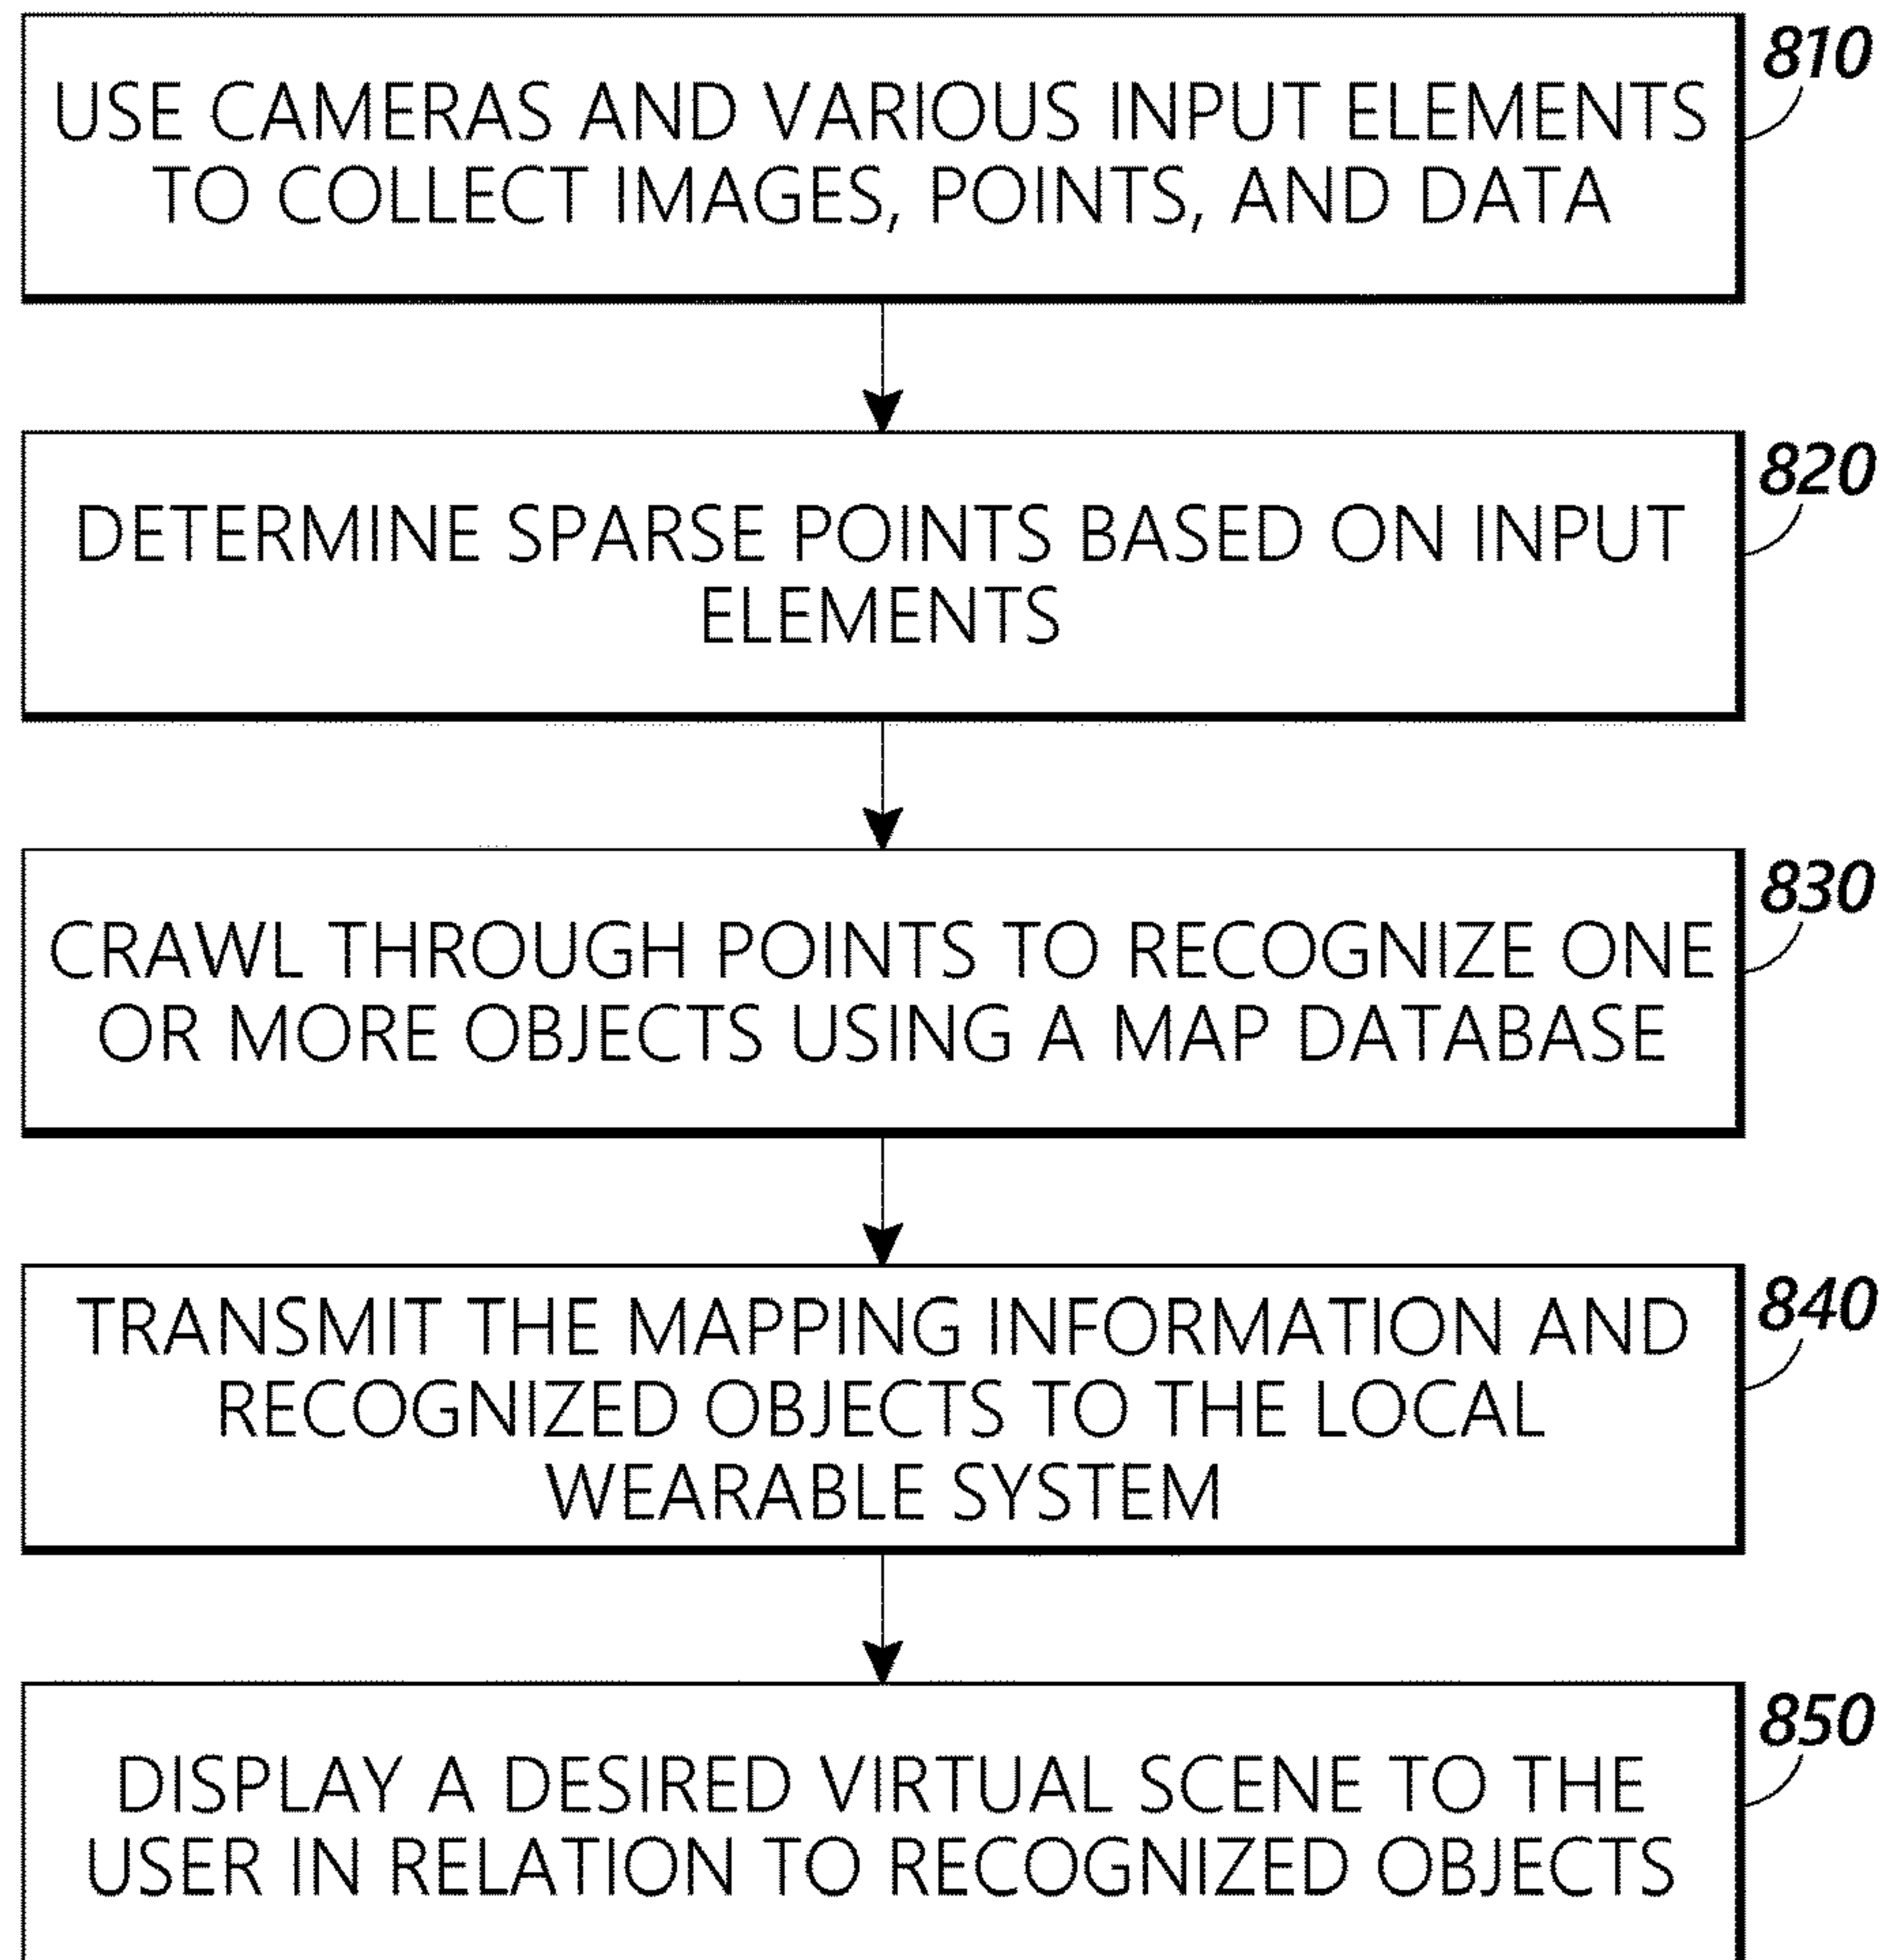 810
USE CAMERAS AND VARIOUS INPUT ELEMENTS
TO COLLECT IMAGES, POINTS, AND DATA
820
DETERMINE SPARSE POINTS BASED ON INPUT
ELEMENTS
830
CRAWL THROUGH POINTS TO RECOGNIZE ONE
OR MORE OBJECTS USING A MAP DATABASE
840
TRANSMIT THE MAPPING INFORMATION AND
RECOGNIZED OBJECTS TO THE LOCAL
WEARABLE SYSTEM
850
DISPLAY A DESIRED VIRTUAL SCENE TO THE
USER IN RELATION TO RECOGNIZED OBJECTS